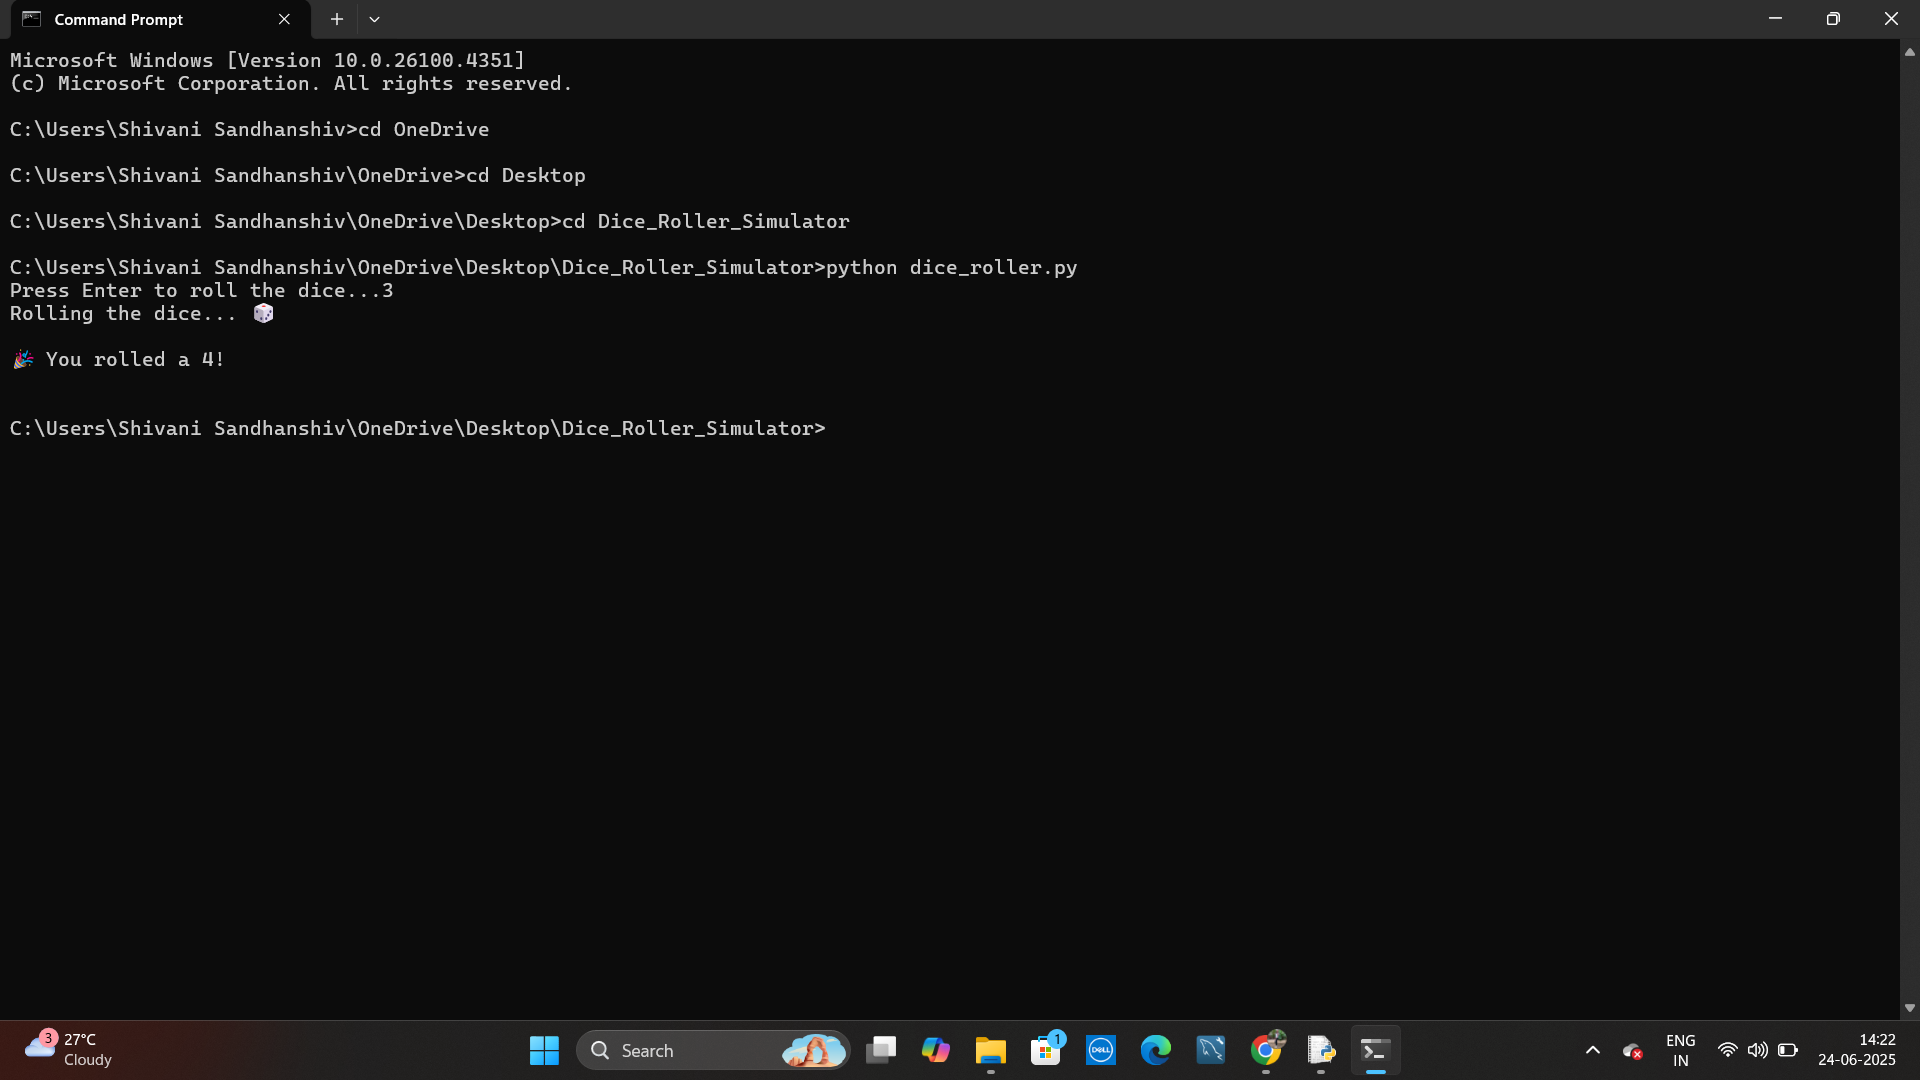 Command Prompt
Microsoft Windows [Version 10.0.26100.4351]
(c) Microsoft Corporation. All rights reserved.
C:\Users\Shivani Sandhanshiv>cd OneDrive
C:\Users\Shivani Sandhanshiv\OneDrive>cd Desktop
C:\Users\Shivani Sandhanshiv\OneDrive\Desktop>cd Dice_Roller_Simulator
C:\Users\Shivani Sandhanshiv\OneDrive\Desktop\Dice_Roller_Simulator>python dice_roller.py
Press Enter to roll the dice...3
Rolling the dice... 🎲
🎉 You rolled a 4!
C:\Users\Shivani Sandhanshiv\OneDrive\Desktop\Dice_Roller_Simulator>
3
27°C
Cloudy
Search
1
DELL
ENG
IN
14:22
24-06-2025